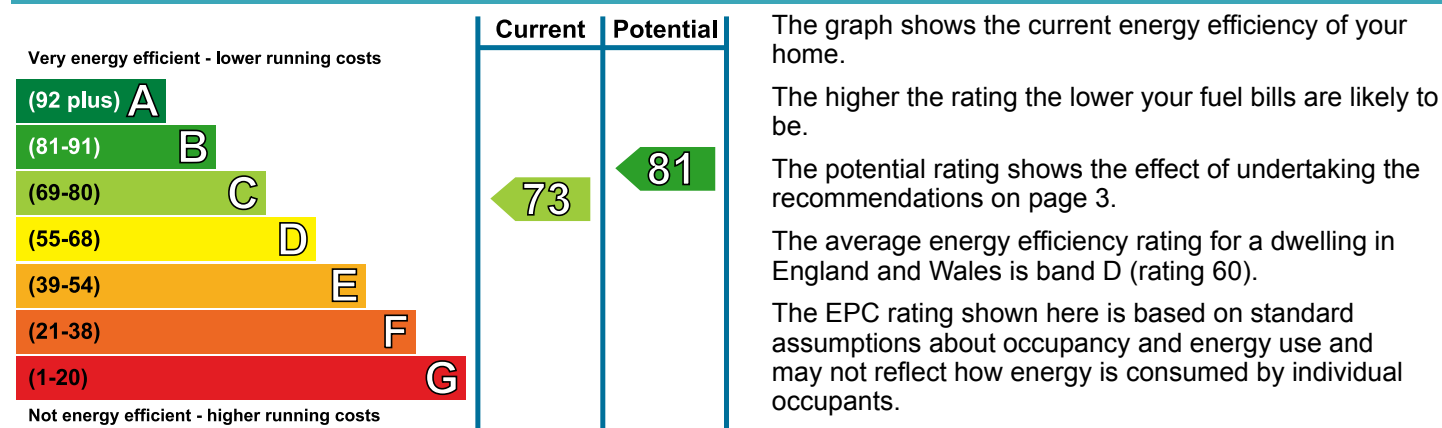 Current Potential
Very energy efficient - lower running costs
(92 plus) A
(81-91) B
(69-80) C
(55-68) D
(39-54) E
(21-38) F
(1-20) G
Not energy efficient - higher running costs
73
81
The graph shows the current energy efficiency of your
home.
The higher the rating the lower your fuel bills are likely to
be.
The potential rating shows the effect of undertaking the
recommendations on page 3.
The average energy efficiency rating for a dwelling in
England and Wales is band D (rating 60).
The EPC rating shown here is based on standard
assumptions about occupancy and energy use and
may not reflect how energy is consumed by individual
occupants.